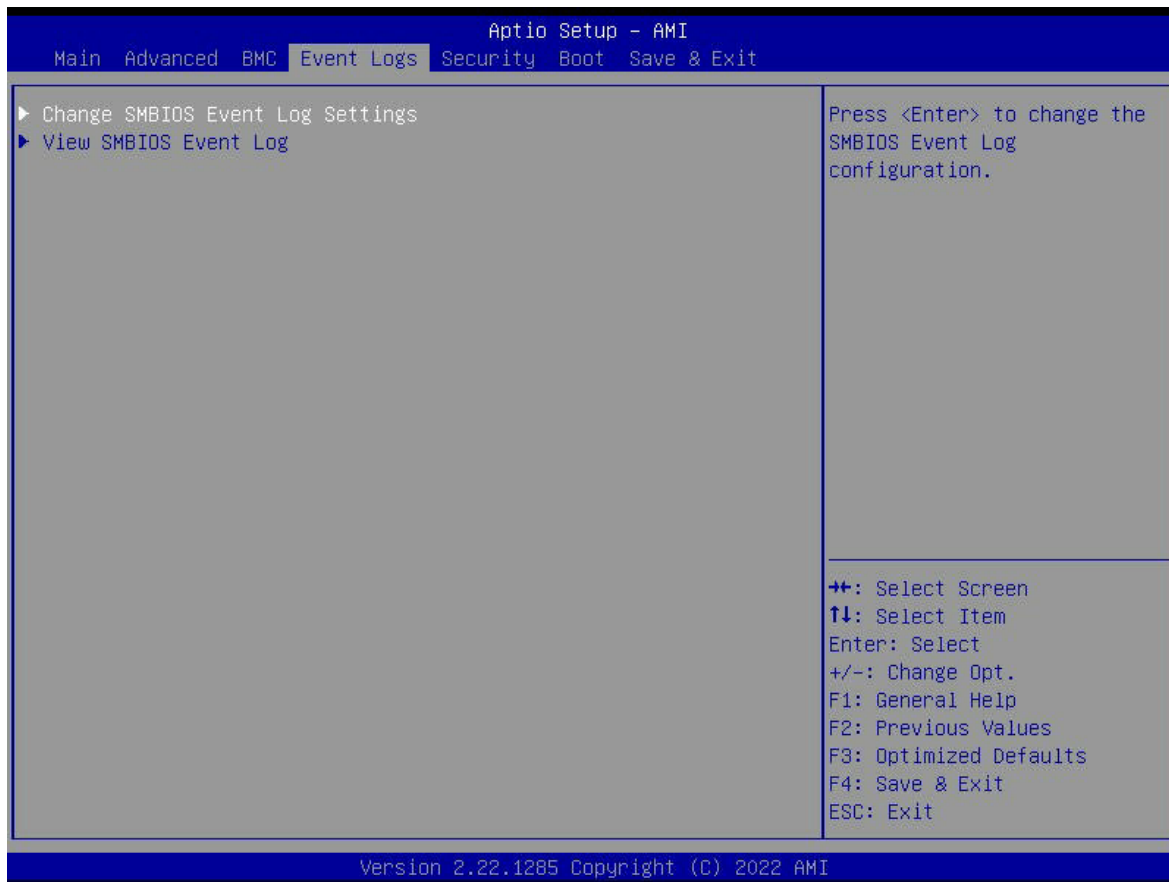 Aptio Setup – AMI
Main Advanced BMC Event Logs Security Boot Save & Exit
▶ Change SMBIOS Event Log Settings
▶ View SMBIOS Event Log
Press <Enter> to change the
SMBIOS Event Log
configuration.
→←: Select Screen
↑↓: Select Item
Enter: Select
+/-: Change Opt.
F1: General Help
F2: Previous Values
F3: Optimized Defaults
F4: Save & Exit
ESC: Exit
Version 2.22.1285 Copyright (C) 2022 AMI